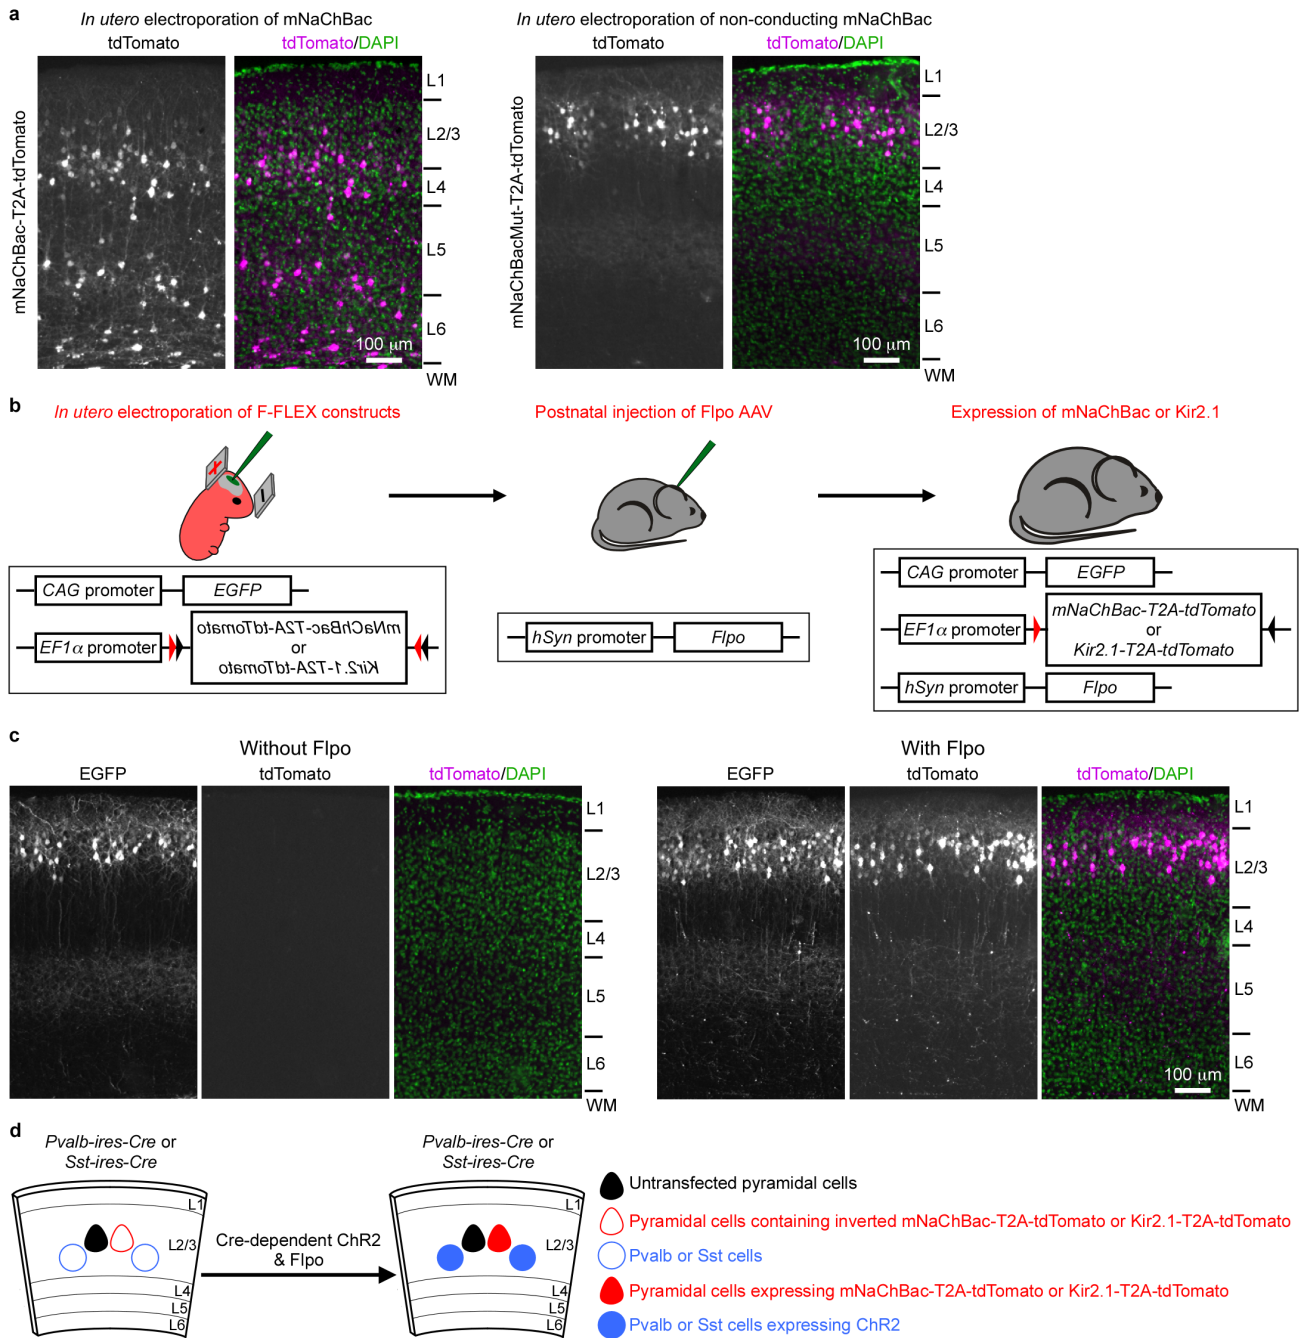 a
In utero electroporation of mNaChBac
In utero electroporation of non-conducting mNaChBac
tdTomato
tdTomato/DAPI
tdTomato
tdTomato/DAPI
mNaChBac-T2A-tdTomato
L1
L2/3
L4
L5
L6
WM
100 μm
mNaChBacMut-T2A-tdTomato
L1
L2/3
L4
L5
L6
WM
100 μm
b
In utero electroporation of F-FLEX constructs
Postnatal injection of Flpo AAV
Expression of mNaChBac or Kir2.1
CAG promoter
EGFP
EF1α promoter
mNaChBac-T2A-tdTomato
or
Kir2.1-T2A-tdTomato
hSyn promoter
Flpo
CAG promoter
EGFP
EF1α promoter
mNaChBac-T2A-tdTomato
or
Kir2.1-T2A-tdTomato
hSyn promoter
Flpo
c
Without Flpo
With Flpo
EGFP
tdTomato
tdTomato/DAPI
EGFP
tdTomato
tdTomato/DAPI
L1
L2/3
L4
L5
L6
WM
L1
L2/3
L4
L5
L6
WM
100 μm
d
Pvalb-ires-Cre or
Sst-ires-Cre
L1
L2/3
L4
L5
L6
Cre-dependent ChR2
& Flpo
Pvalb-ires-Cre or
Sst-ires-Cre
L1
L2/3
L4
L5
L6
Untransfected pyramidal cells
Pyramidal cells containing inverted mNaChBac-T2A-tdTomato or Kir2.1-T2A-tdTomato
Pvalb or Sst cells
Pyramidal cells expressing mNaChBac-T2A-tdTomato or Kir2.1-T2A-tdTomato
Pvalb or Sst cells expressing ChR2